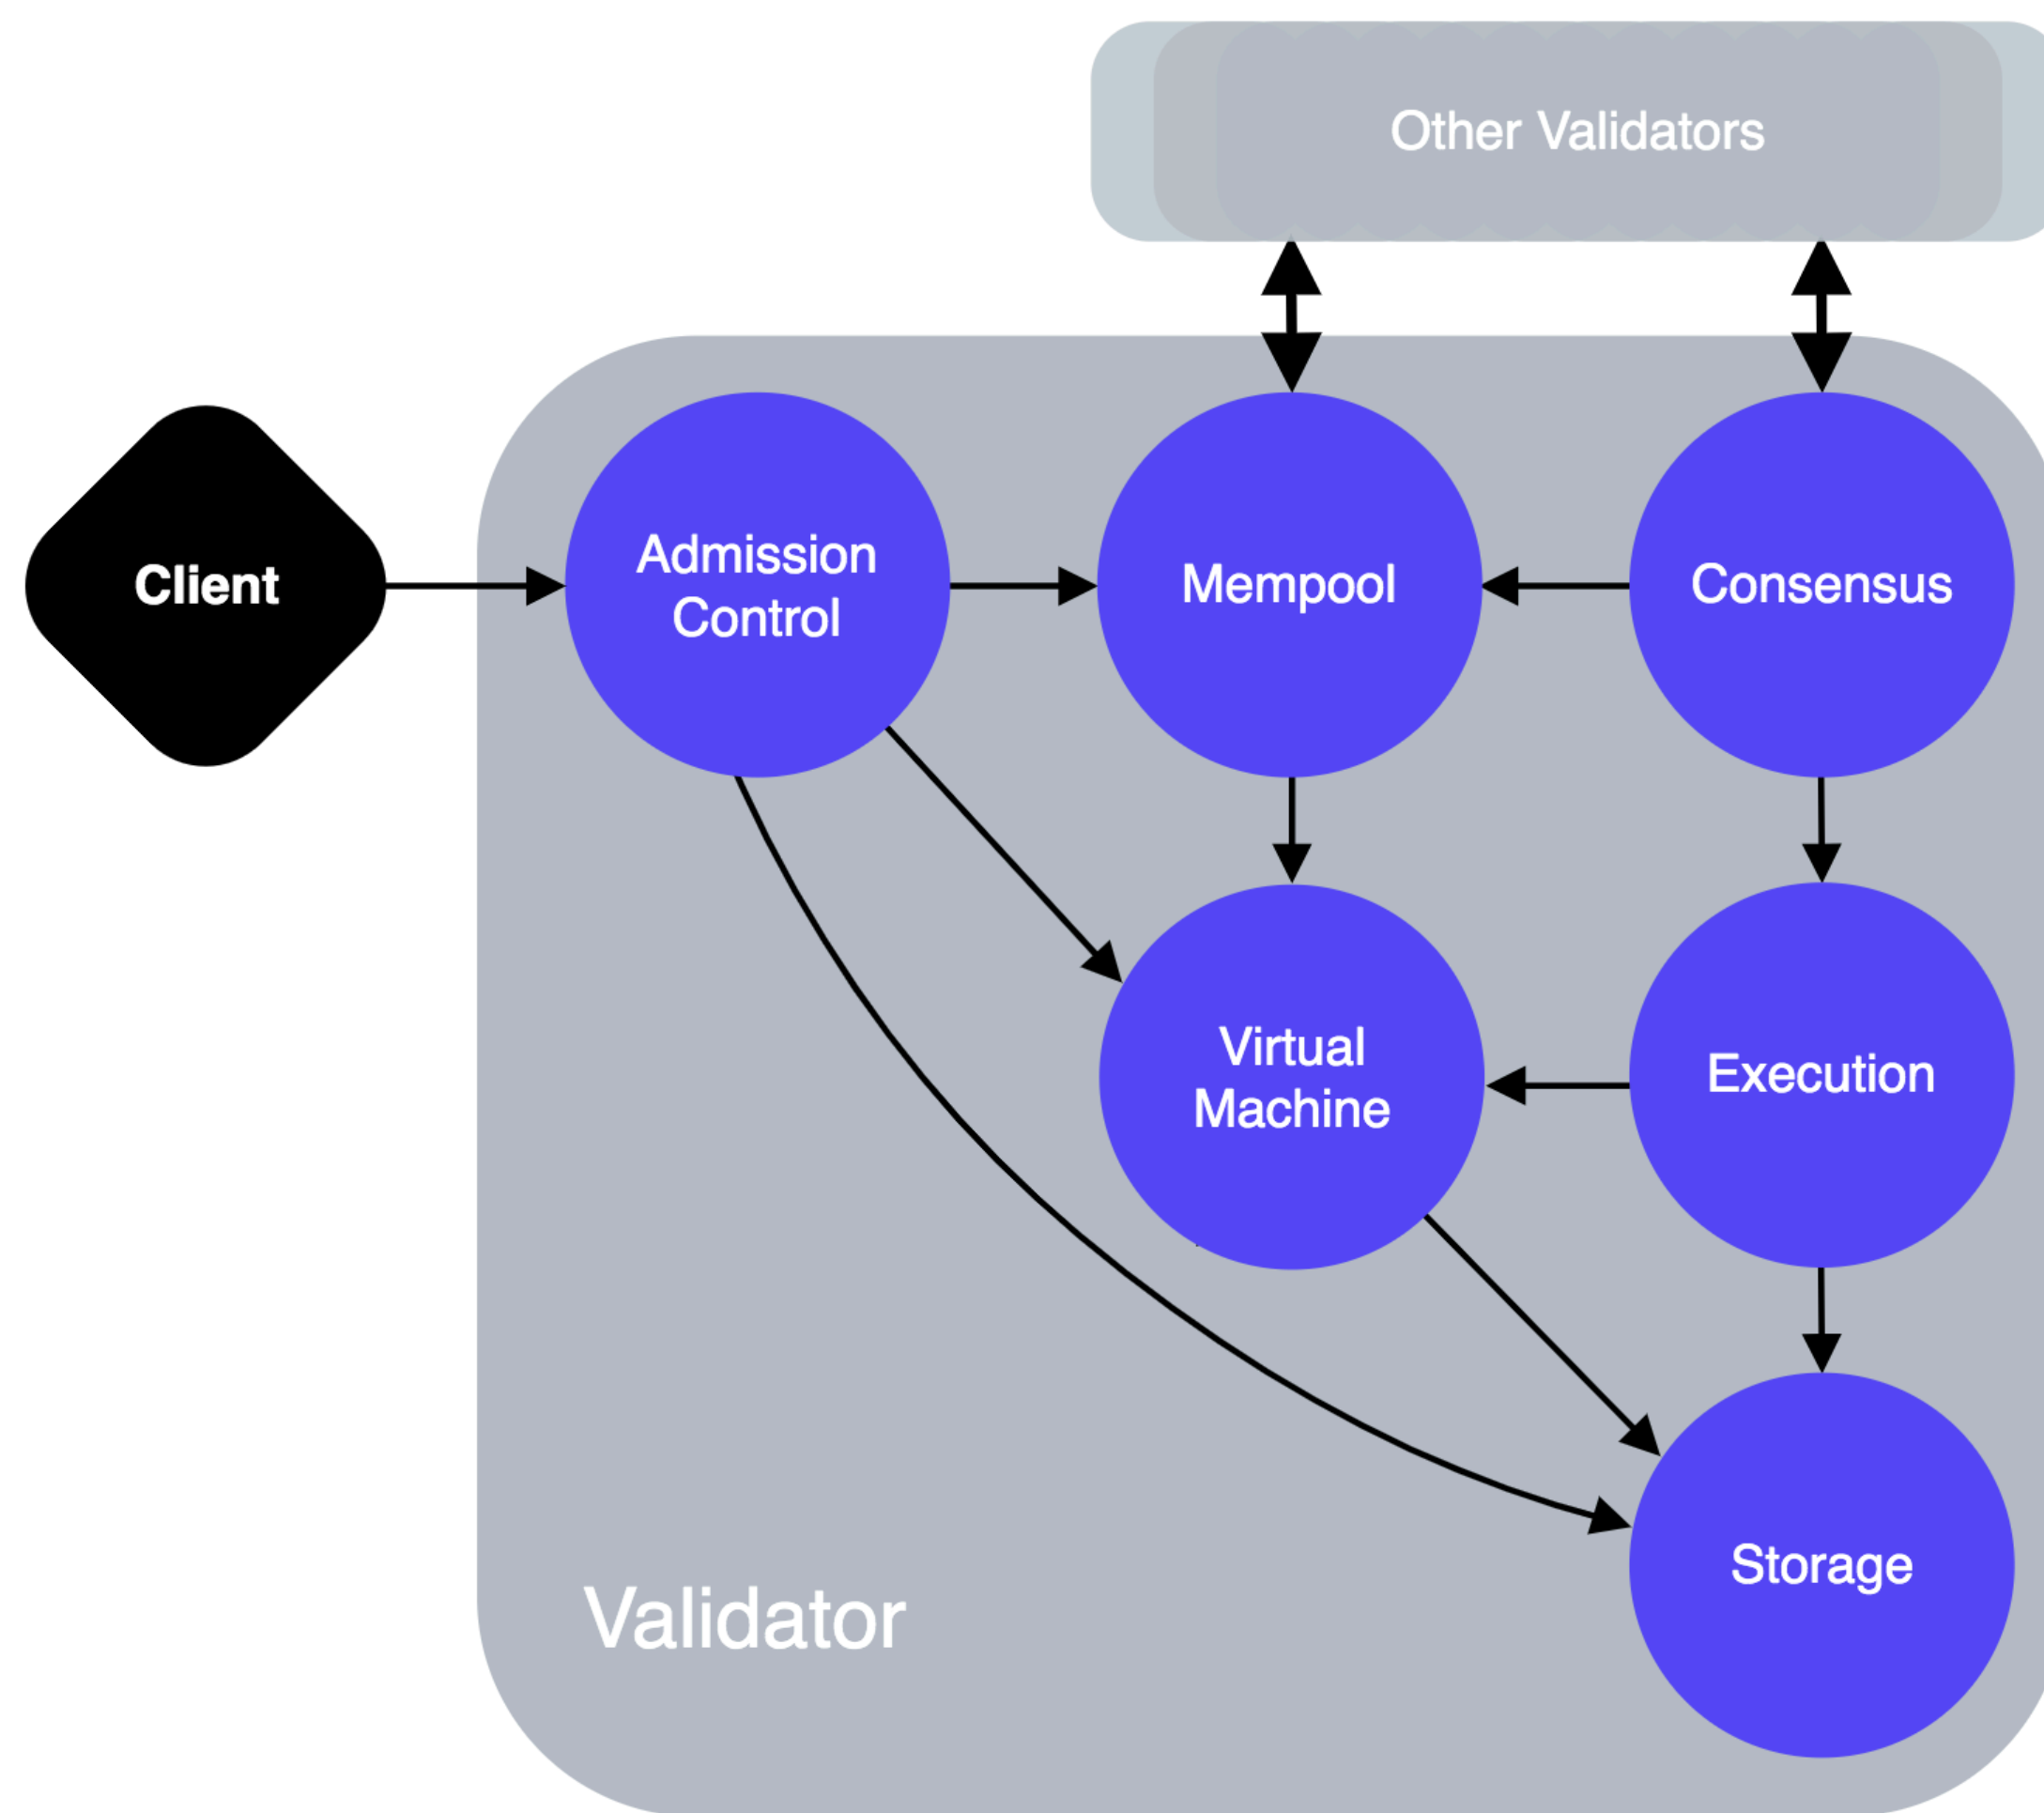 Other Validators
Client
Admission
Control
Mempool
Consensus
Virtual
Machine
Execution
Storage
Validator